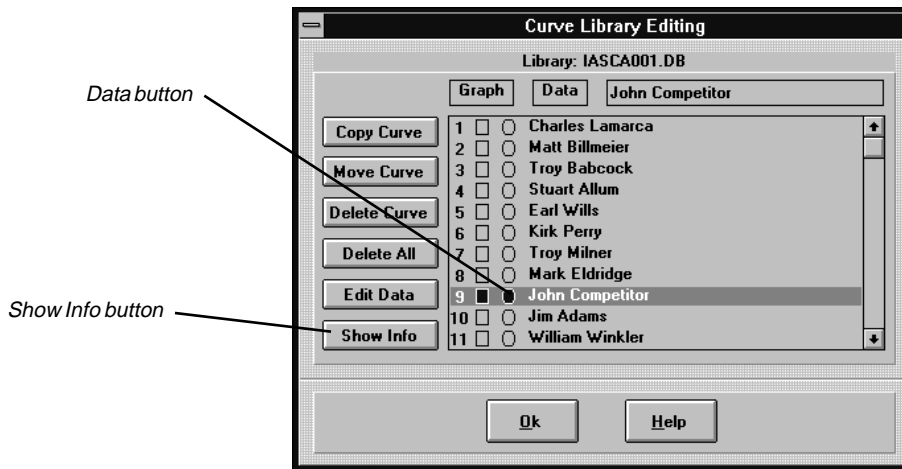 Curve Library Editing
Library: IASCA001.DB
Graph Data John Competitor
Data button
Copy Curve
Move Curve
Delete Curve
Delete All
Edit Data
Show Info
Show Info button
1 Charles Lamarca
2 Matt Billmeier
3 Troy Babcock
4 Stuart Allum
5 Earl Wills
6 Kirk Perry
7 Troy Milner
8 Mark Eldridge
9 John Competitor
10 Jim Adams
11 William Winkler
Ok Help